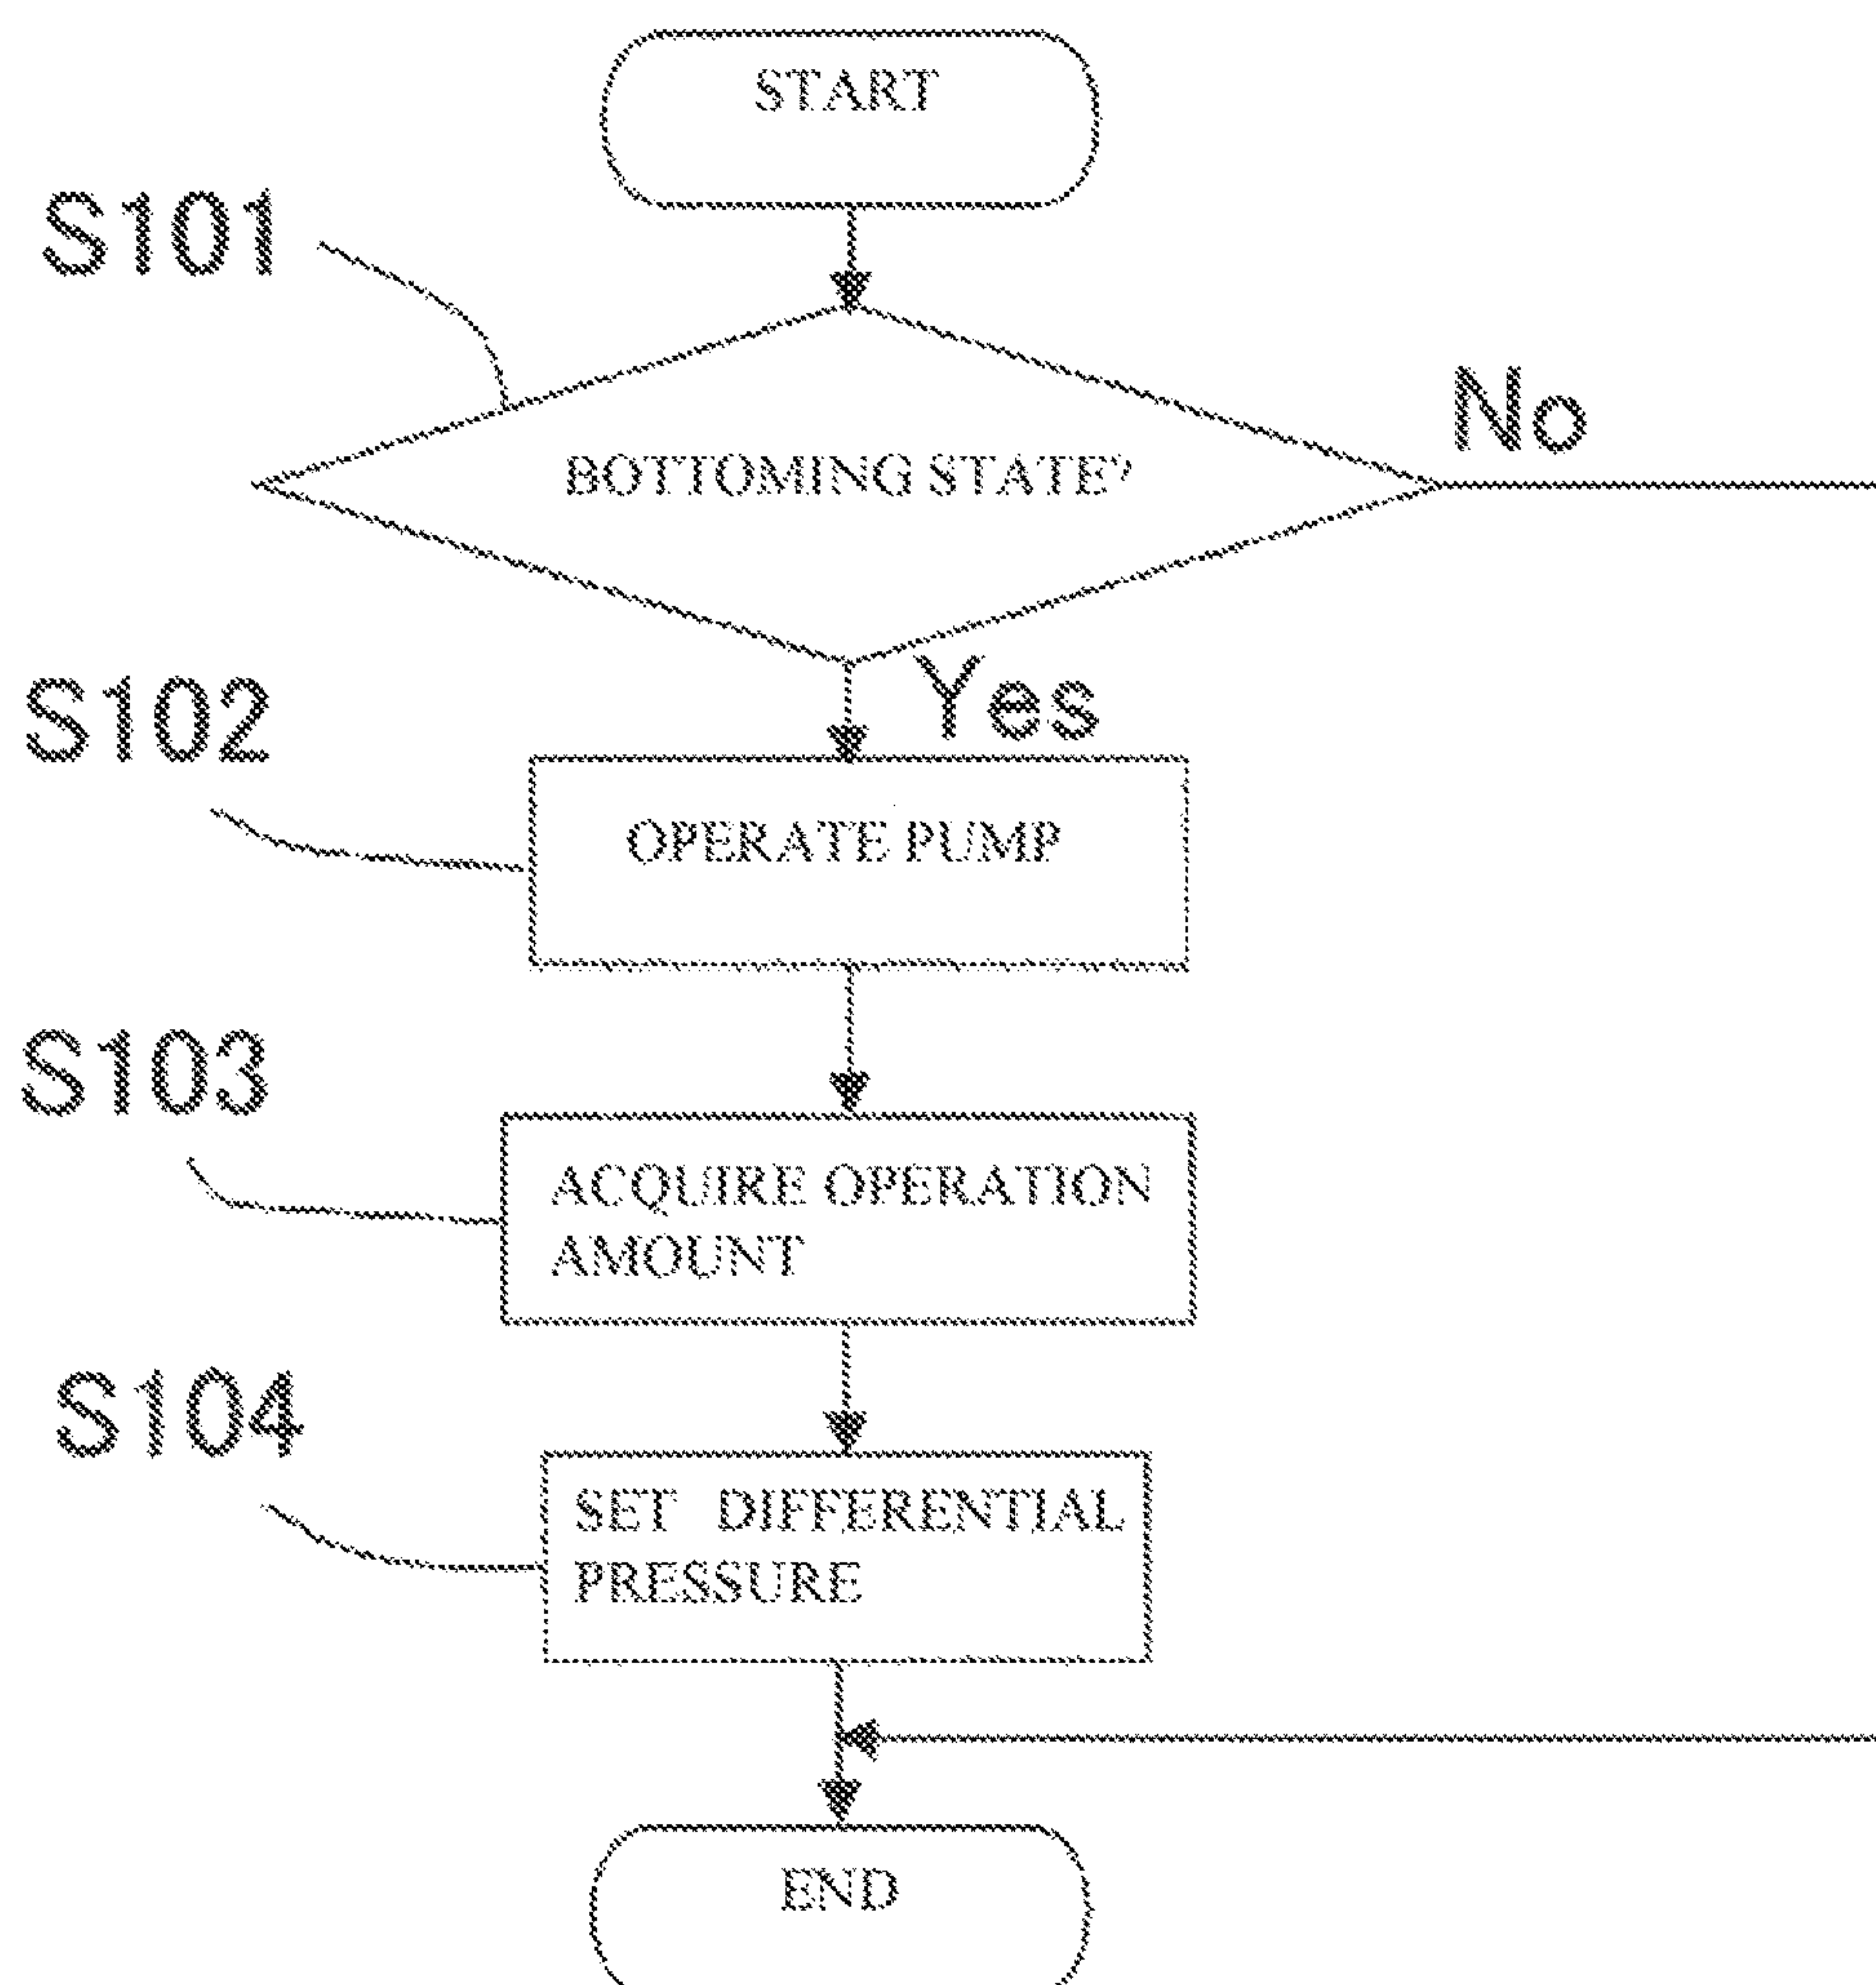 START
S101
No
BOTTOMING STATE?
Yes
S102
OPERATE PUMP
S103
ACQUIRE OPERATION
AMOUNT
S104
SET DIFFERENTIAL
PRESSURE
END